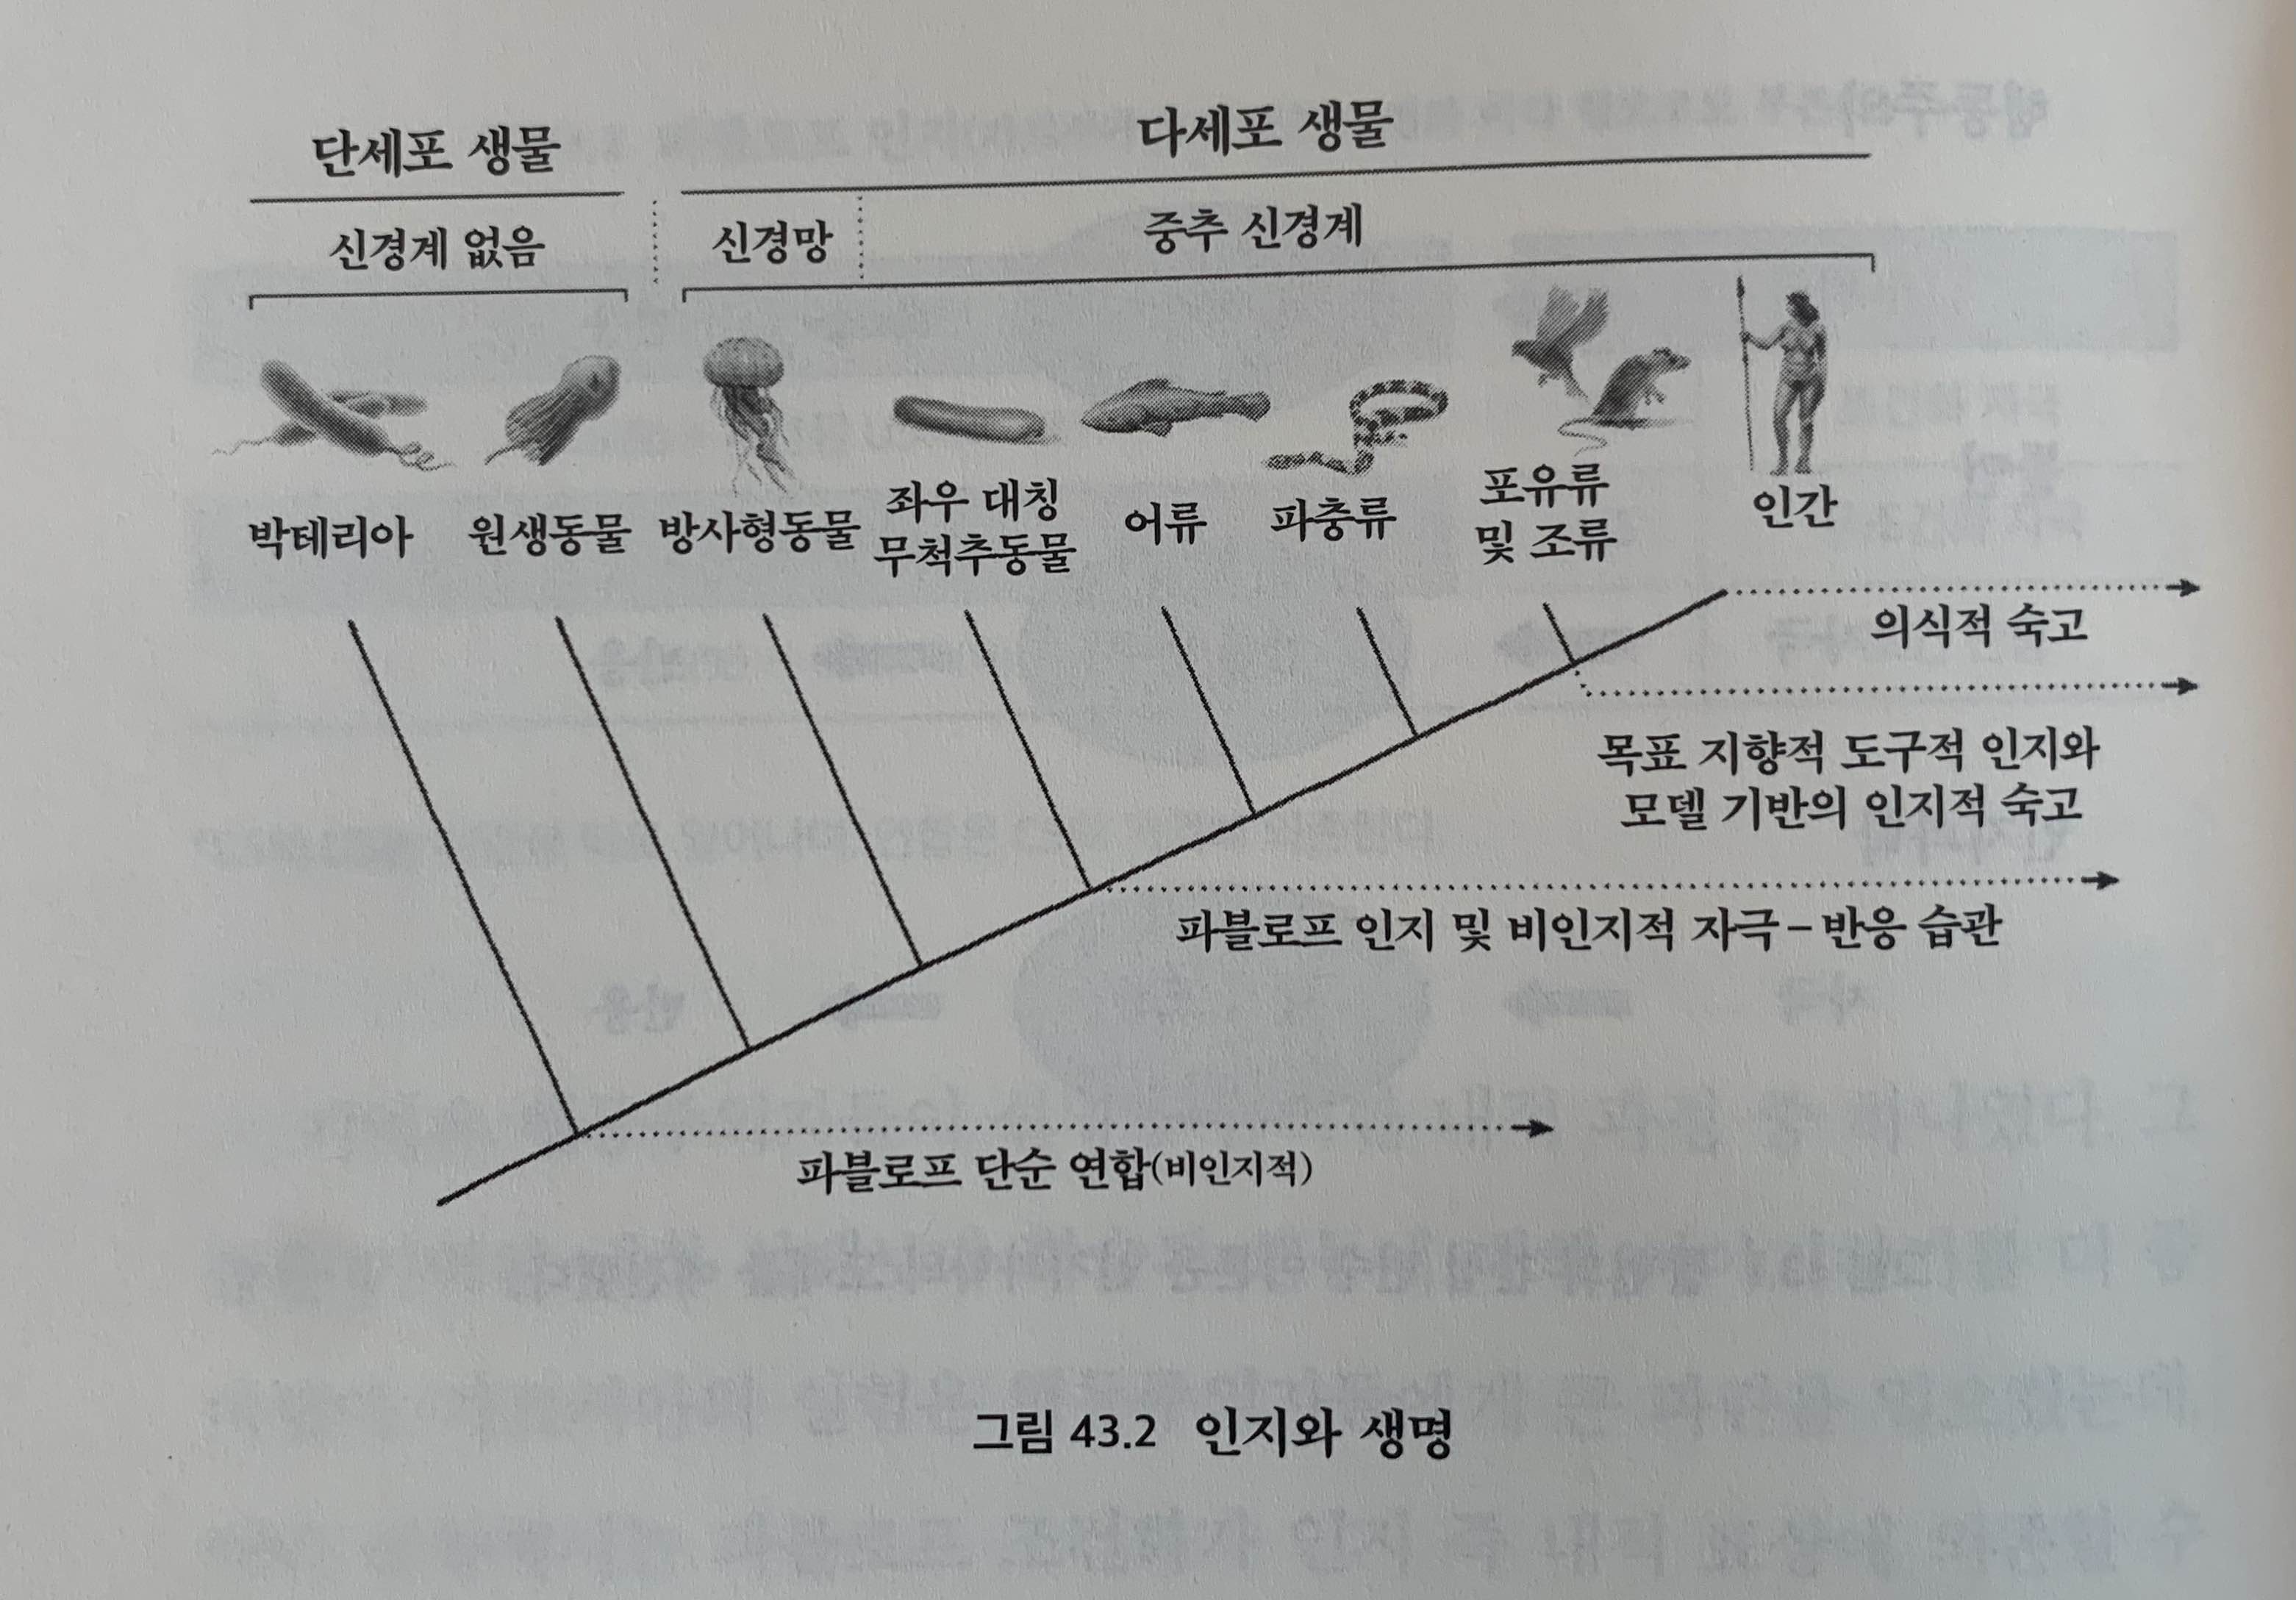 단세포 생물
다세포 생물
신경계 없음
신경망
중추 신경계
박테리아
원생동물
방사형동물
좌우 대칭
무척추동물
어류
파충류
포유류
및 조류
인간
의식적 숙고
목표 지향적 도구적 인지와
모델 기반의 인지적 숙고
파블로프 인지 및 비인지적 자극-반응 습관
파블로프 단순 연합(비인지적)
그림 43.2 인지와 생명